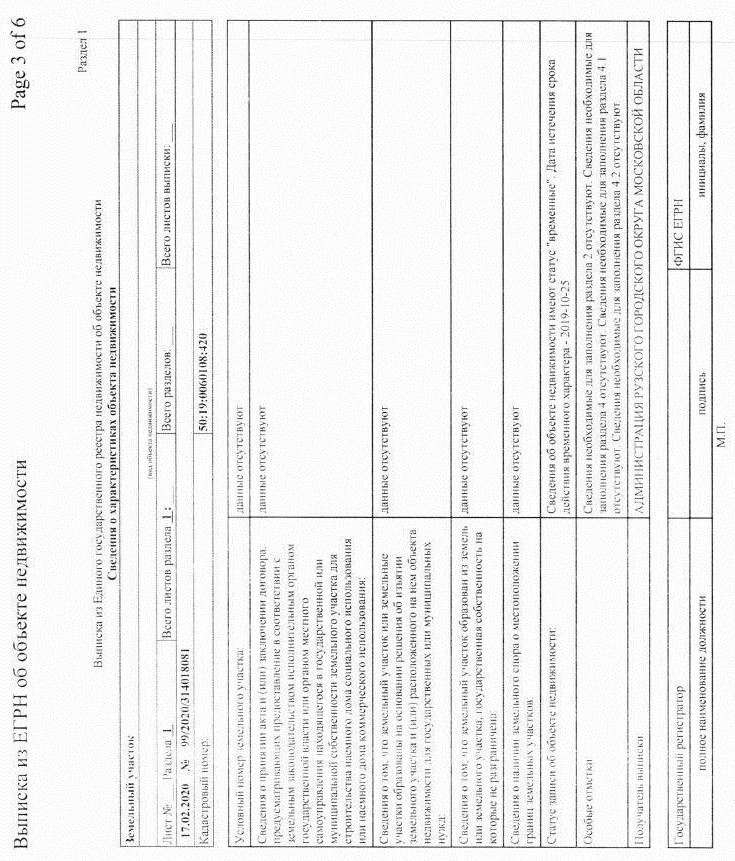 Выписка из ЕГРН об объекте недвижимости Page 3 of 6
Раздел 1
Выписка из Единого государственного реестра недвижимости об объекте недвижимости
Сведения о характеристиках объекта недвижимости
Земельный участок
(вид объекта недвижимости)
Лист № ___ Раздела 1 Всего листов раздела 1 : ___ Всего разделов: ___ Всего листов выписки: ___
17.02.2020 № 99/2020/314018081
Кадастровый номер: 50:19:0060108:420
Условный номер земельного участка: данные отсутствуют
Сведения о принятии акта и (или) заключении договора, данные отсутствуют
предусматривающих предоставление в соответствии с
земельным законодательством исполнительным органом
государственной власти или органом местного
самоуправления находящегося в государственной или
муниципальной собственности земельного участка для
строительства наемного дома социального использования
или наемного дома коммерческого использования:
Сведения о том, что земельный участок или земельные данные отсутствуют
участки образованы на основании решения об изъятии
земельного участка и (или) расположенного на нем объекта
недвижимости для государственных или муниципальных
нужд:
Сведения о том, что земельный участок образован из земель данные отсутствуют
или земельного участка, государственная собственность на
которые не разграничена:
Сведения о наличии земельного спора о местоположении данные отсутствуют
границ земельных участков:
Статус записи об объекте недвижимости: Сведения об объекте недвижимости имеют статус "временные". Дата истечения срока
действия временного характера - 2019-10-25
Особые отметки: Сведения необходимые для заполнения раздела 2 отсутствуют. Сведения необходимые для
заполнения раздела 4 отсутствуют. Сведения необходимые для заполнения раздела 4.1
отсутствуют. Сведения необходимые для заполнения раздела 4.2 отсутствуют.
Получатель выписки: АДМИНИСТРАЦИЯ РУЗСКОГО ГОРОДСКОГО ОКРУГА МОСКОВСКОЙ ОБЛАСТИ
Государственный регистратор ФГИС ЕГРН
полное наименование должности подпись инициалы, фамилия
М.П.